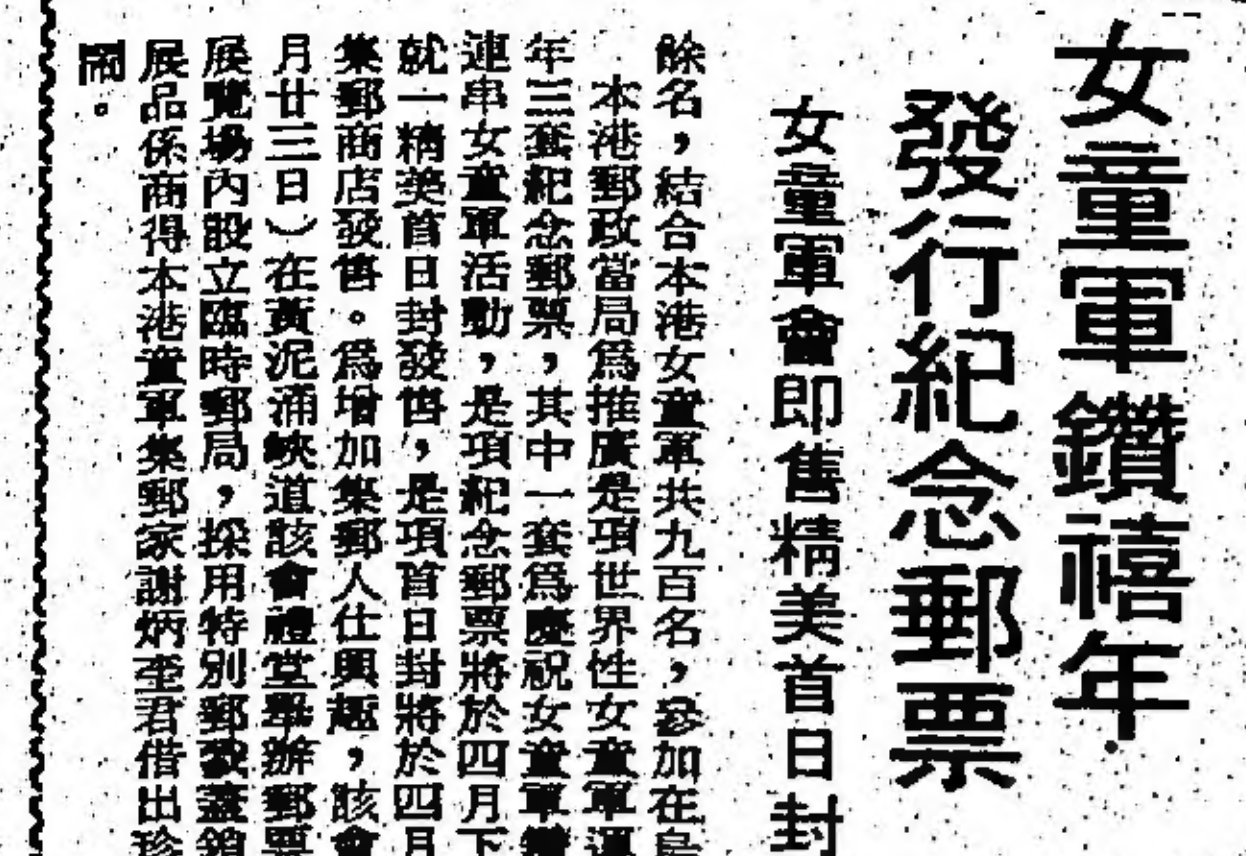 女童軍鑽禧年
發行紀念郵票
女童軍會即售精美首日封
餘名，結合本港女童軍共九百名，參加在島
本港郵政當局爲推廣是項世界性女童軍運
年三套紀念郵票，其中一套爲慶祝女童軍鑽
連串女童軍活動，是項紀念郵票將於四月下
就一精美首日封發售，是項首日封將於四月
集郵商店發售。爲增加集郵人仕興趣，該會
月廿三日）在黃泥涌峽道該會禮堂舉辦郵票
展覽場內設立臨時郵局，採用特別郵戳蓋銷
展品係商得本港童軍集郵家謝炳奎君借出珍
閙。